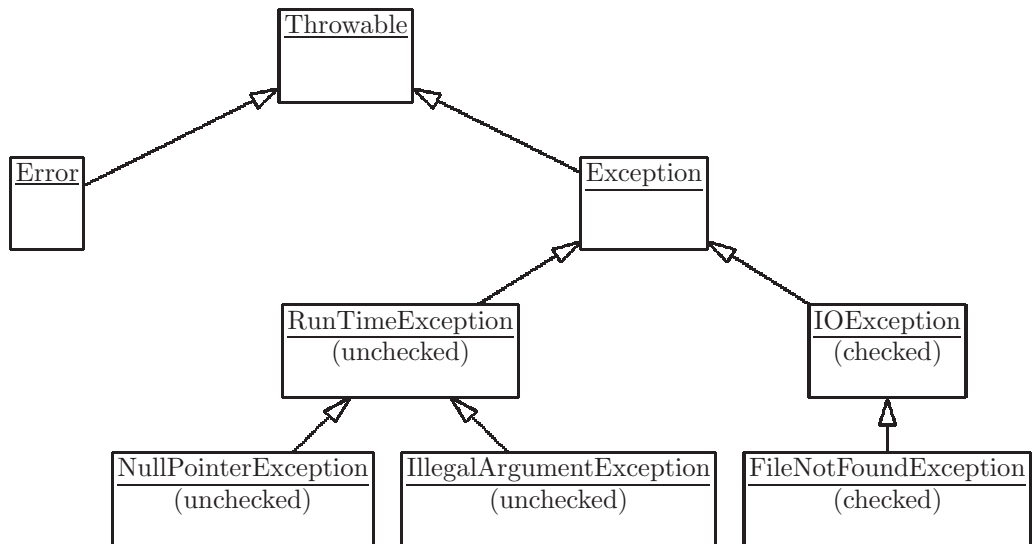 Throwable
Error
Exception
RunTimeException
(unchecked)
IOException
(checked)
NullPointerException
(unchecked)
IllegalArgumentException
(unchecked)
FileNotFoundException
(checked)